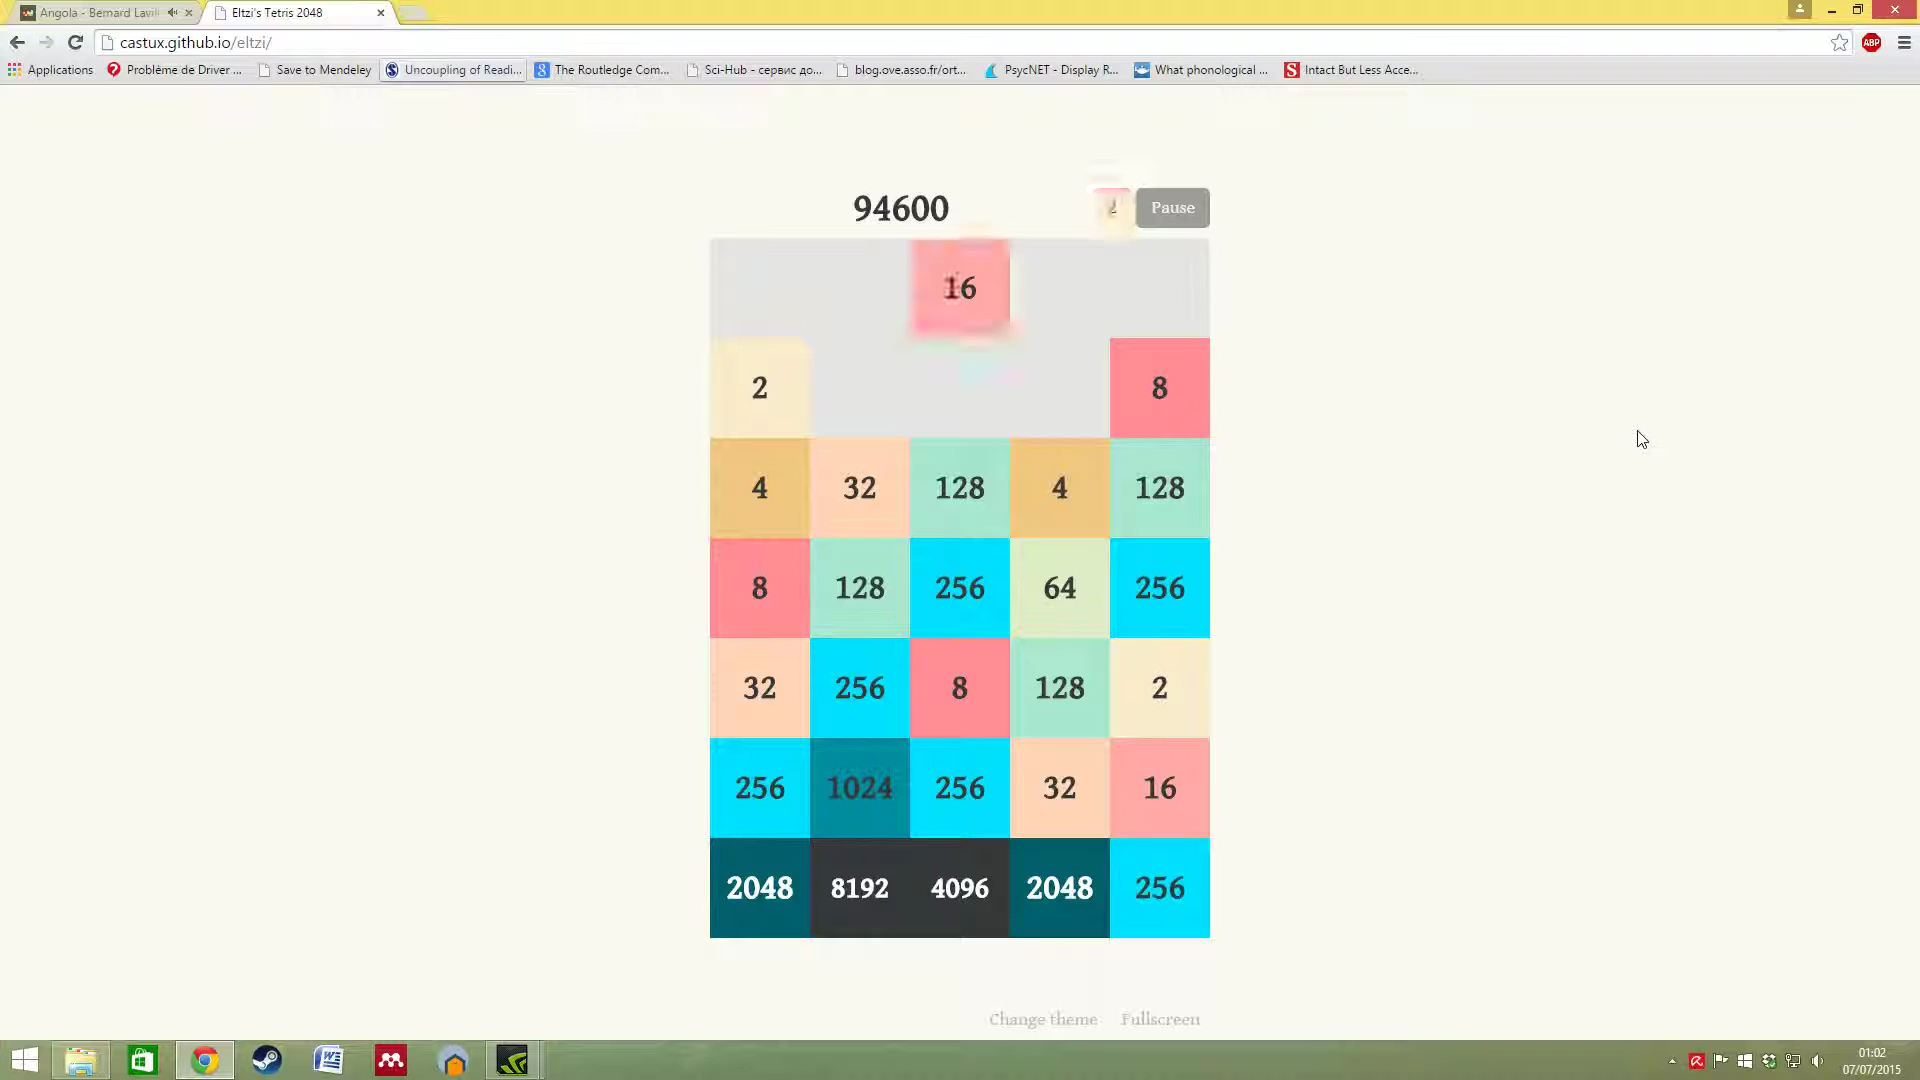 Angola - Bernard Lavil
Eltzi's Tetris 2048
castux.github.io/eltzi/
ABP
Applications
Problème de Driver ...
Save to Mendeley
Uncoupling of Readi...
The Routledge Com...
Sci-Hub - сервис до...
blog.ove.asso.fr/ort...
PsycNET - Display R...
What phonological ...
Intact But Less Acce...
94600
2
Pause
16
2 8
4 32 128 4 128
8 128 256 64 256
32 256 8 128 2
256 1024 256 32 16
2048 8192 4096 2048 256
Change theme
Fullscreen
01:02
07/07/2015